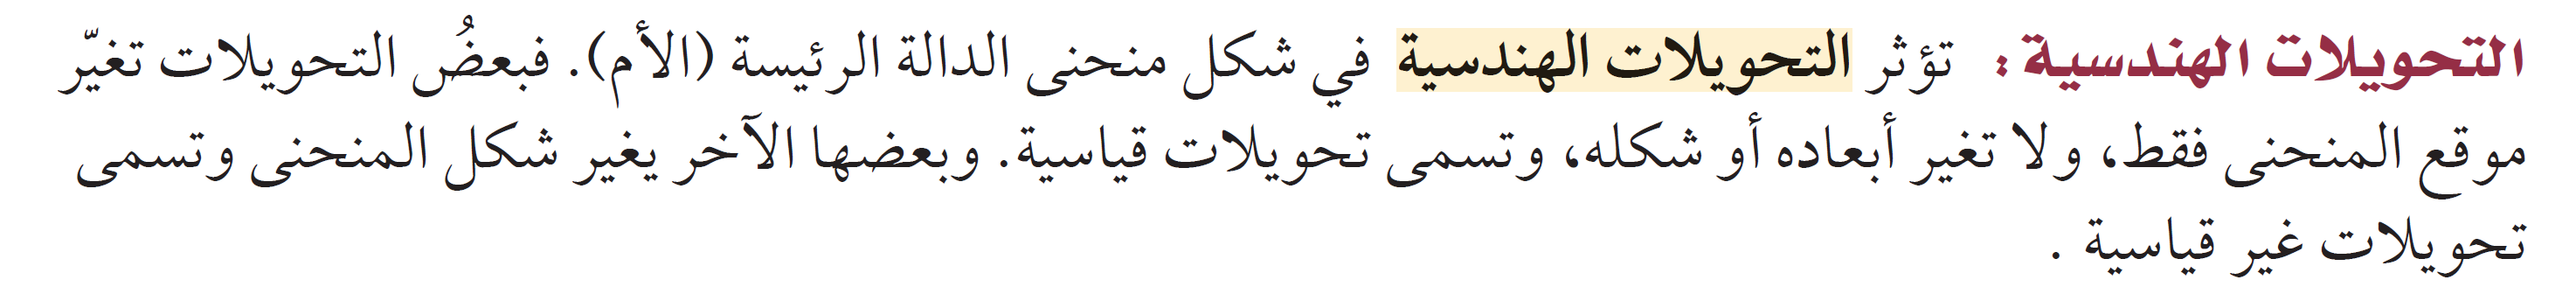 التحويلات الهندسية : تؤثر التحويلات الهندسية في شكل منحنى الدالة الرئيسة (الأم). فبعضُ التحويلات تغيّر
موقع المنحنى فقط، ولا تغير أبعاده أو شكله، وتسمى تحويلات قياسية. وبعضها الآخر يغير شكل المنحنى وتسمى
تحويلات غير قياسية .